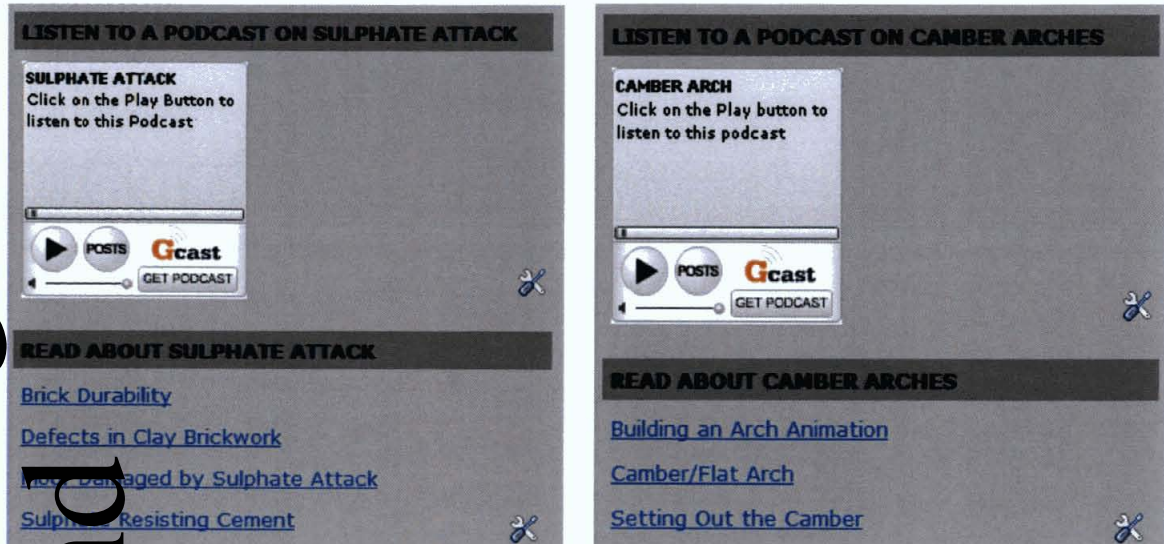 LISTEN TO A PODCAST ON SULPHATE ATTACK
SULPHATE ATTACK
Click on the Play Button to
listen to this Podcast
POSTS
Gcast
GET PODCAST
READ ABOUT SULPHATE ATTACK
Brick Durability
Defects in Clay Brickwork
Damaged by Sulphate Attack
Resisting Cement
LISTEN TO A PODCAST ON CAMBER ARCHES
CAMBER ARCH
Click on the Play button to
listen to this podcast
POSTS
Gcast
GET PODCAST
READ ABOUT CAMBER ARCHES
Building an Arch Animation
Camber/Flat Arch
Setting Out the Camber